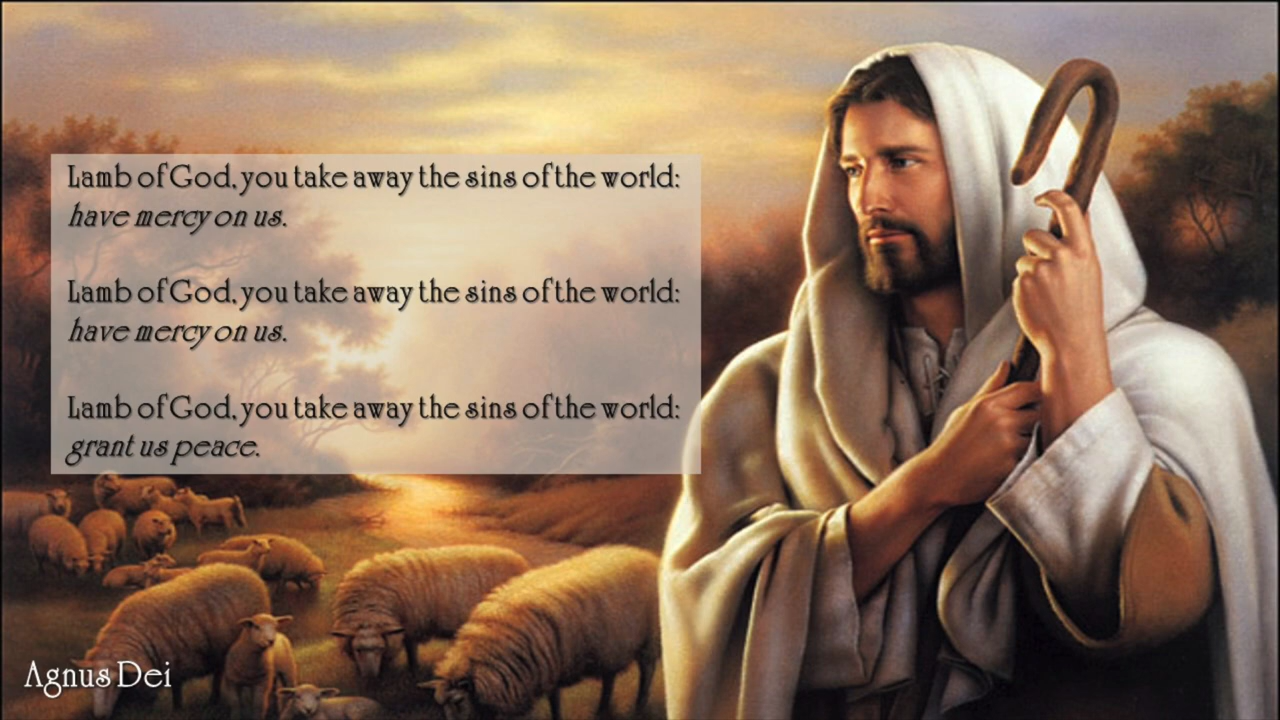 Lamb of God, you take away the sins of the world:
have mercy on us.
Lamb of God, you take away the sins of the world:
have mercy on us.
Lamb of God, you take away the sins of the world:
grant us peace.
Agnus Dei